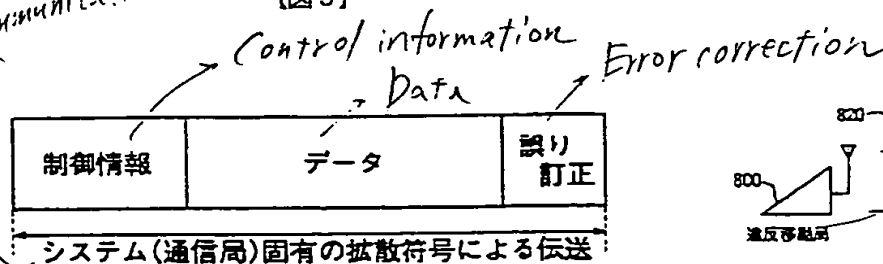 Control information
Data
Error correction
制御情報
データ
誤り
訂正
820
800
システム(通信局)固有の拡散符号による伝送